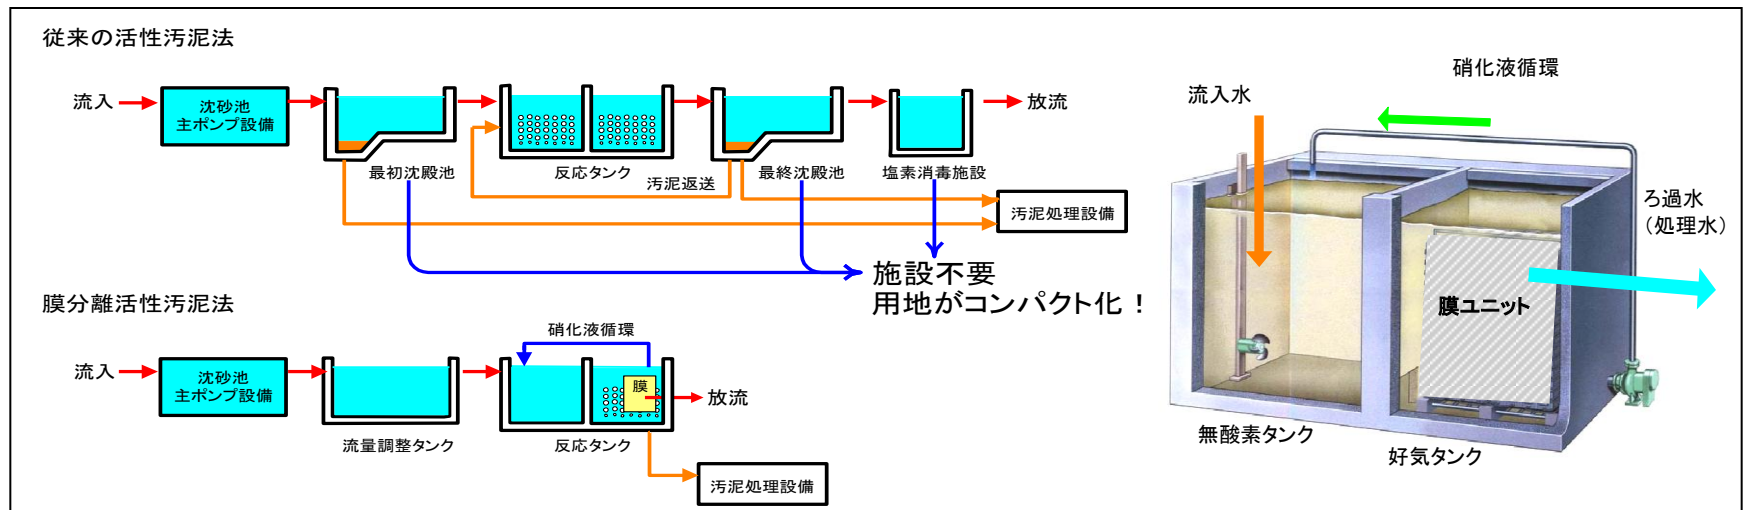 従来の活性汚泥法
流入
沈砂池
主ポンプ設備
最初沈殿池
反応タンク
汚泥返送
最終沈殿池
塩素消毒施設
放流
汚泥処理設備
施設不要
用地がコンパクト化！
膜分離活性汚泥法
流入
沈砂池
主ポンプ設備
流量調整タンク
硝化液循環
膜
反応タンク
放流
汚泥処理設備
硝化液循環
流入水
ろ過水
（処理水）
膜ユニット
無酸素タンク
好気タンク